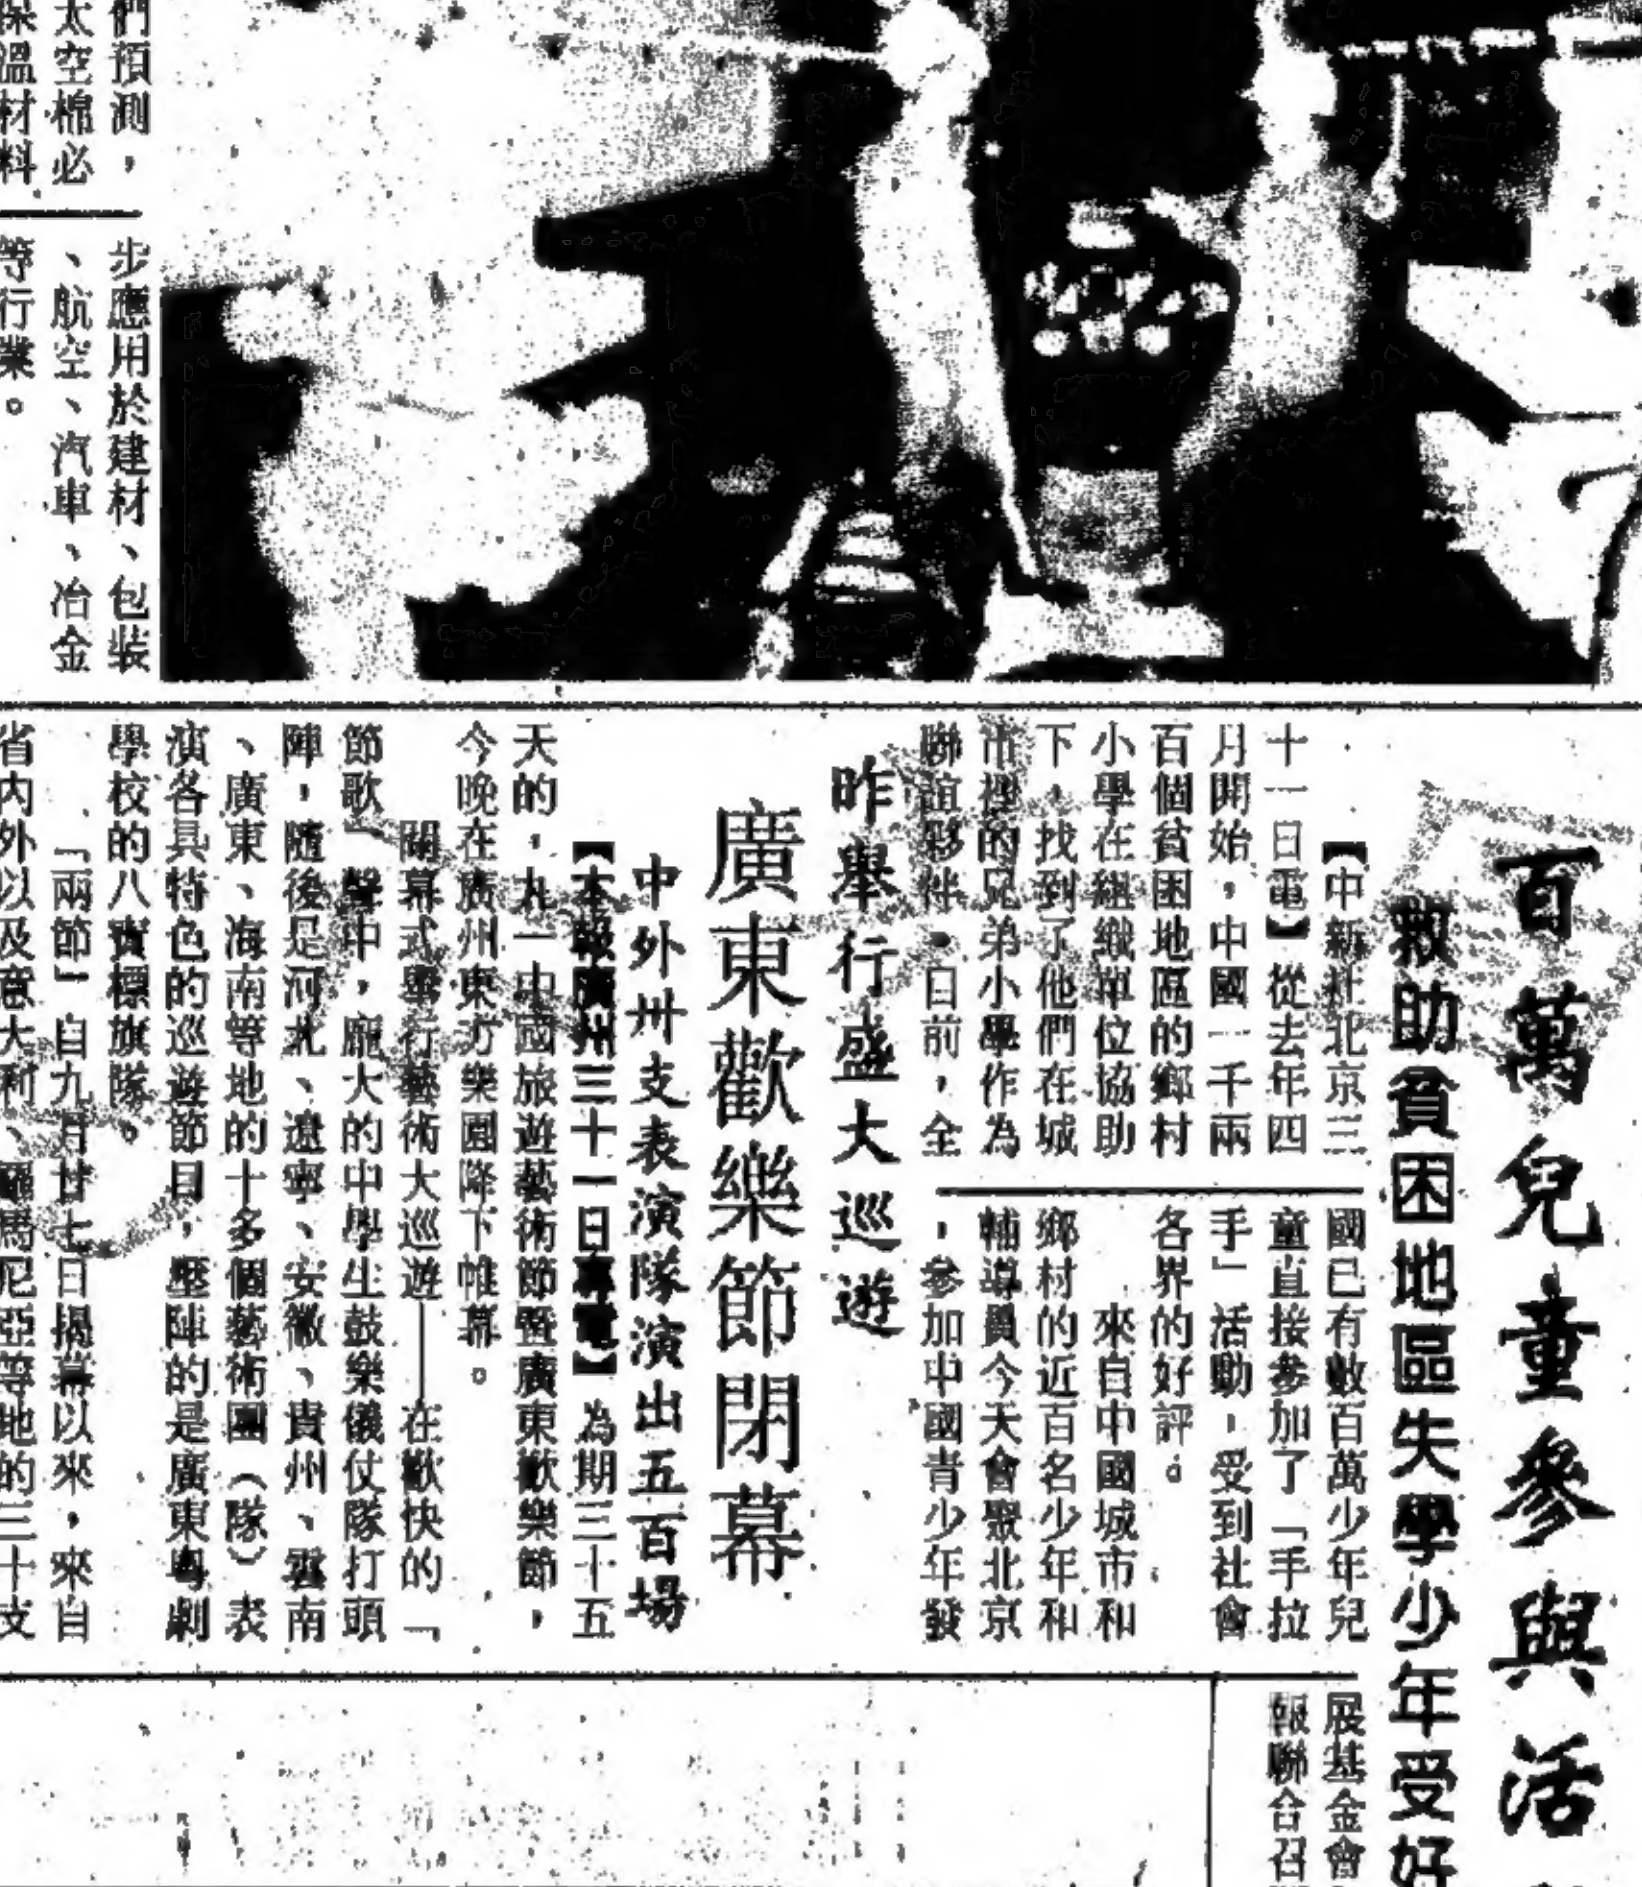 百萬兒童參與活
救助貧困地區失學少年受好
【中新社北京三
十一日電】從去年四
月開始，中國一千兩
百個貧困地區的鄉村
小學在組織單位協助
下，找到了他們在城
市裡的兄弟小學作為
聯誼夥伴。日前，全
國已有數百萬少年兒
童直接參加了「手拉
手」活動，受到社會
各界的好評。
來自中國城市和
鄉村的近百名少年和
輔導員今天會聚北京
，參加中國青少年發
展基金會
報聯合召
昨舉行盛大巡遊
廣東歡樂節閉幕
中外卅支表演隊演出五百場
【本報廣州三十一日專電】為期三十五
天的，九一中國旅遊藝術節暨廣東歡樂節，
今晚在廣州東方樂園降下帷幕。
閉幕式舉行藝術大巡遊——在歡快的「
節歌」聲中，龐大的中學生鼓樂儀仗隊打頭
陣，隨後是河北、遼寧、安徽、貴州、雲南
、廣東、海南等地的十多個藝術團（隊）表
演各具特色的巡遊節目，壓陣的是廣東粵劇
學校的八寶標旗隊。
「兩節」自九月廿七日揭幕以來，來自
省內外以及意大利、羅馬尼亞等地的三十支
們預測，
太空棉必
保溫材料
步應用於建材、包裝
、航空、汽車、冶金
等行業。